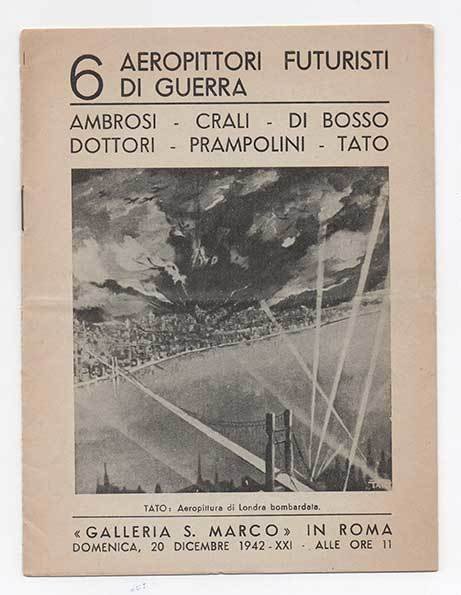 6 AEROPITTORI FUTURISTI
DI GUERRA
AMBROSI - CRALI - DI BOSSO
DOTTORI - PRAMPOLINI - TATO
TATO
TATO: Aeropittura di Londra bombardata.
« GALLERIA S. MARCO » IN ROMA
DOMENICA, 20 DICEMBRE 1942 - XXI - ALLE ORE 11